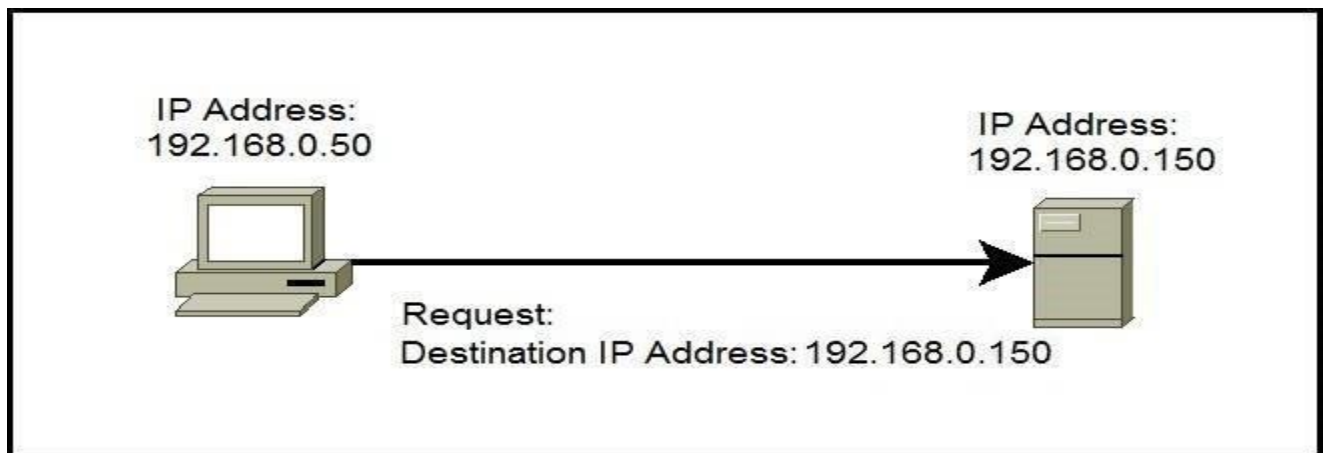 IP Address:
192.168.0.50
IP Address:
192.168.0.150
Request:
Destination IP Address: 192.168.0.150